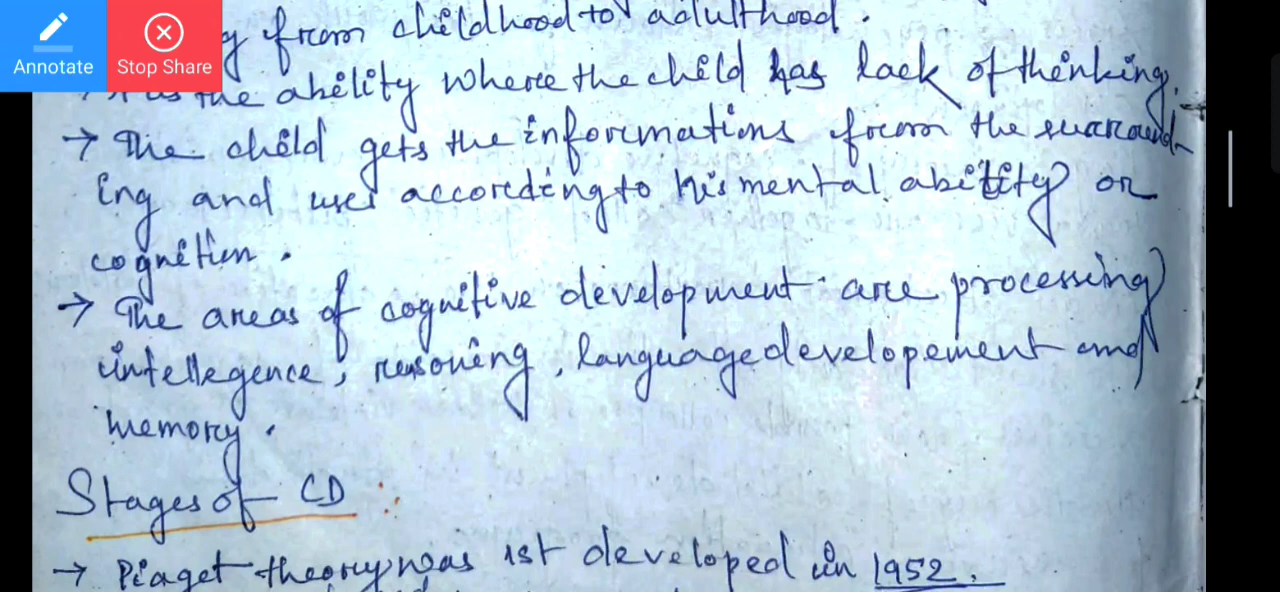 Annotate
Stop Share
from childhood to adulthood.
the ability where the child has lack of thinking.
→ The child gets the informations from the surround-
ing and uses according to his mental ability or
cognition.
→ The areas of cognitive development are processing
intellegence, reasoning, language developement and
memory.
Stages of CD :
→ Piaget theory was 1st developed in 1952.